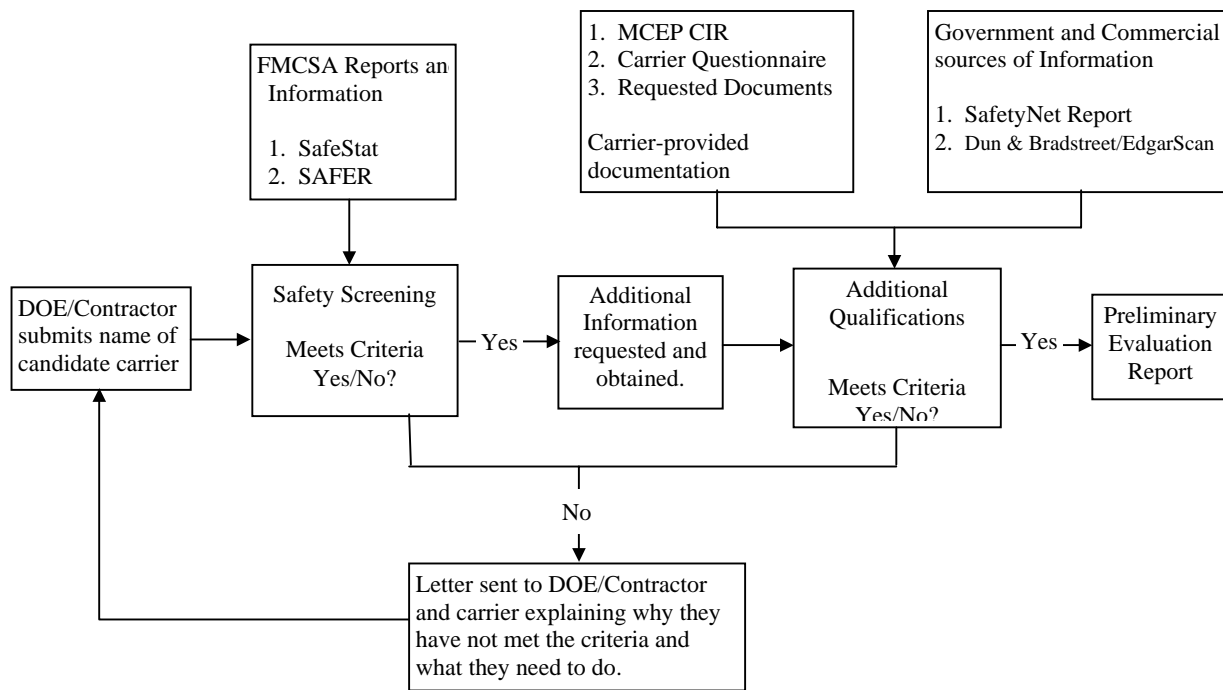 FMCSA Reports an
Information
1. SafeStat
2. SAFER
1. MCEP CIR
2. Carrier Questionnaire
3. Requested Documents
Carrier-provided
documentation
Government and Commercial
sources of Information
1. SafetyNet Report
2. Dun & Bradstreet/EdgarScan
DOE/Contractor
submits name of
candidate carrier
Safety Screening
Meets Criteria
Yes/No?
Yes
Additional
Information
requested and
obtained.
Additional
Qualifications
Meets Criteria
Yes/No?
Yes
Preliminary
Evaluation
Report
No
Letter sent to DOE/Contractor
and carrier explaining why they
have not met the criteria and
what they need to do.